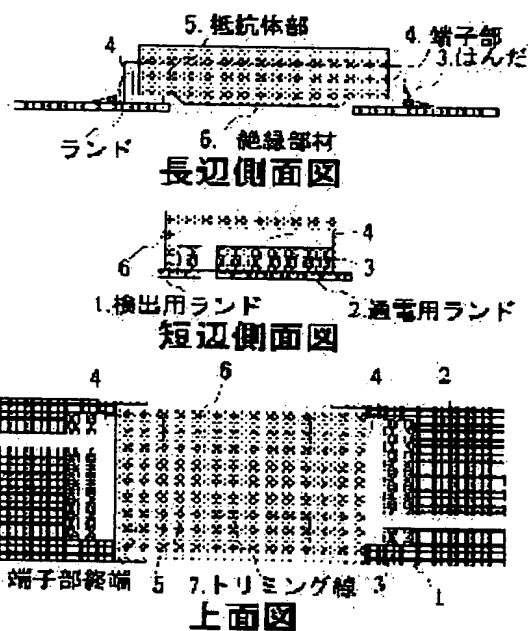 5. 抵抗体部
4
4. 端子部
3. はんだ
ランド
6. 絶縁部材
長辺側面図
4
6
3
1. 検出用ランド
2. 通電用ランド
短辺側面図
6
4
4
2
端子部終端
5
7. トリミング線
3
1
上面図